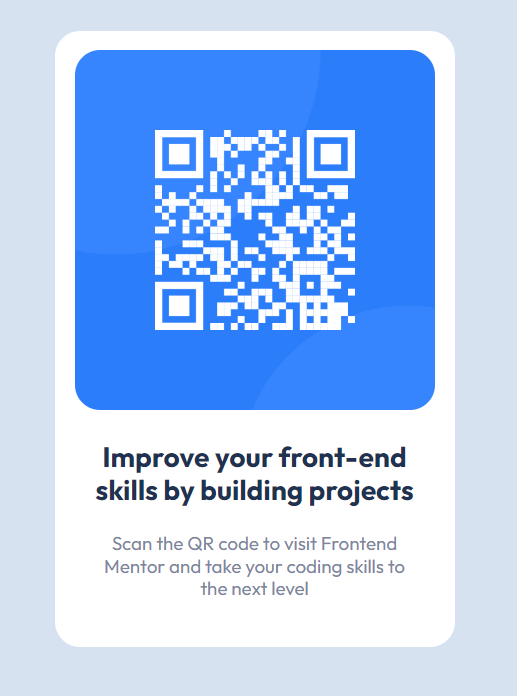 Improve your front-end
skills by building projects
Scan the QR code to visit Frontend
Mentor and take your coding skills to
the next level